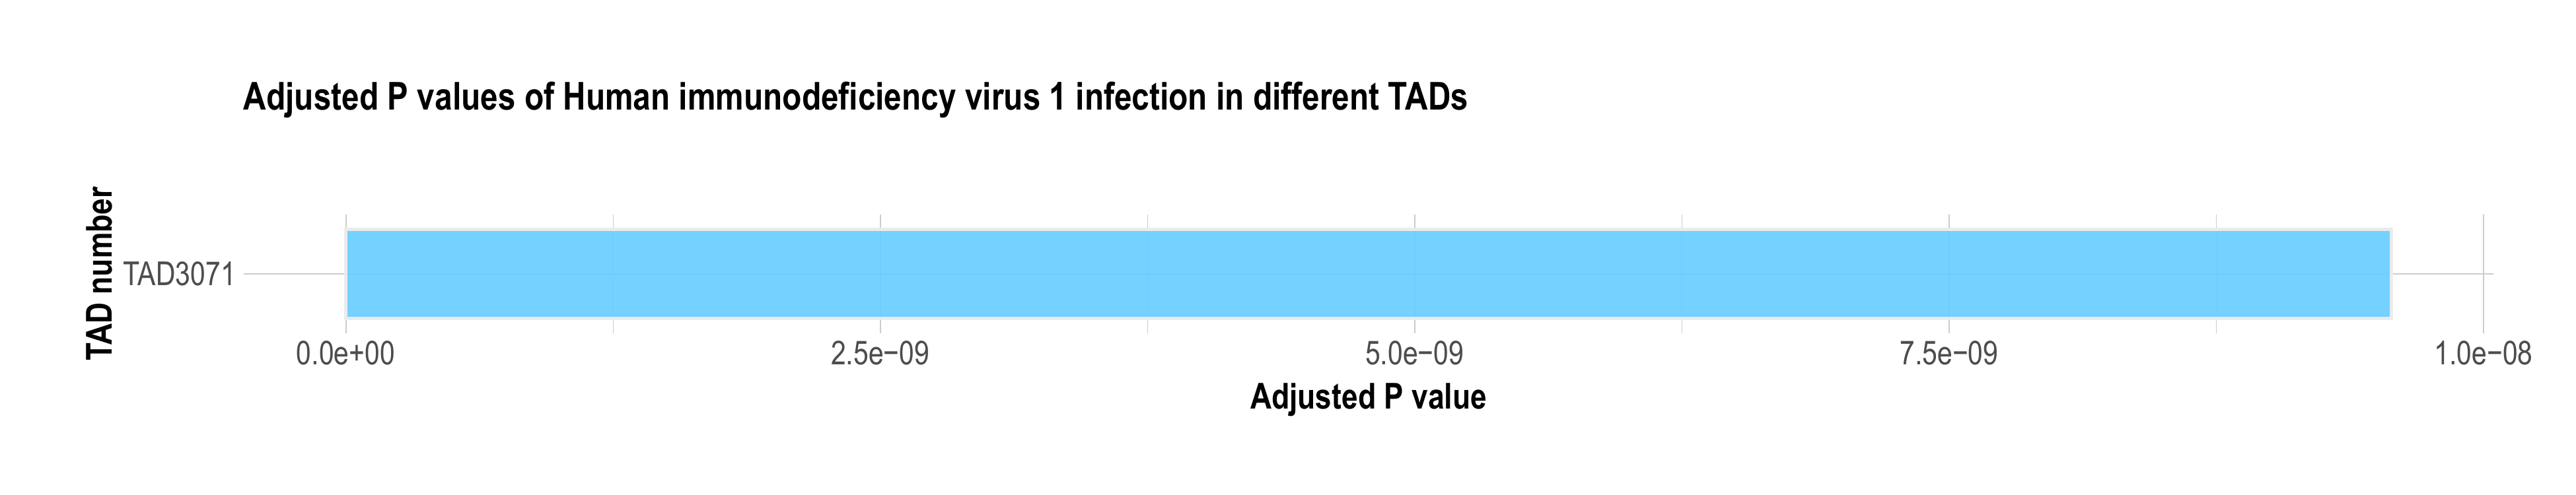 Adjusted P values of Human immunodeficiency virus 1 infection in different TADs
TAD number
TAD3071
0.0e+00 2.5e−09 5.0e−09 7.5e−09 1.0e−08
Adjusted P value